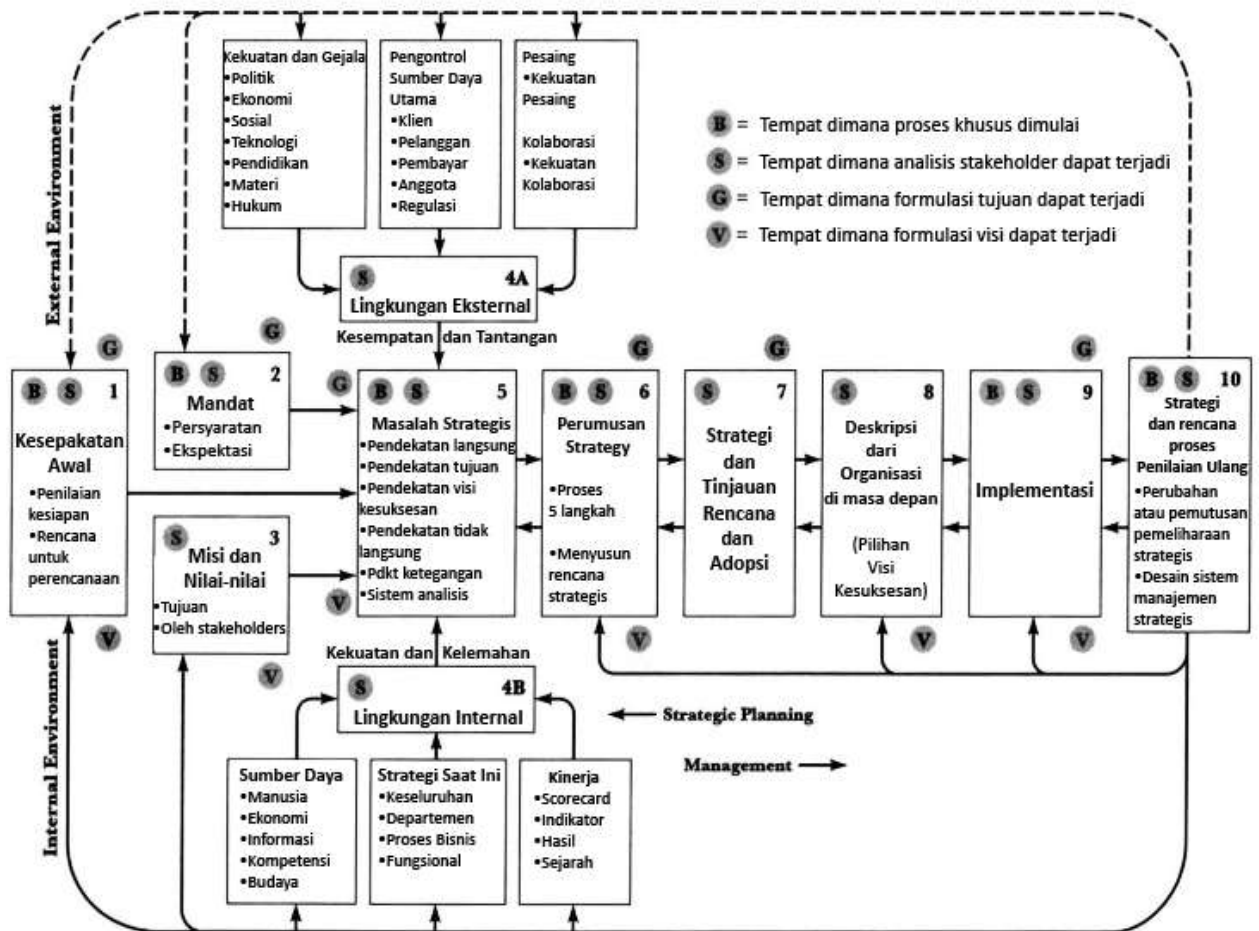 Kekuatan dan Gejala
•Politik
•Ekonomi
•Sosial
•Teknologi
•Pendidikan
•Materi
•Hukum
Pengontrol
Sumber Daya
Utama
•Klien
•Pelanggan
•Pembayar
•Anggota
•Regulasi
Pesaing
•Kekuatan
Pesaing
Kolaborasi
•Kekuatan
Kolaborasi
B = Tempat dimana proses khusus dimulai
S = Tempat dimana analisis stakeholder dapat terjadi
G = Tempat dimana formulasi tujuan dapat terjadi
V = Tempat dimana formulasi visi dapat terjadi
External Environment
S 4A
Lingkungan Eksternal
Kesempatan dan Tantangan
G
B S 1
Kesepakatan
Awal
•Penilaian
kesiapan
•Rencana
untuk
perencanaan
V
G
B S 2
Mandat
•Persyaratan
•Ekspektasi
S 3
Misi dan
Nilai-nilai
•Tujuan
•Oleh stakeholders
V
G
B S 5
Masalah Strategis
•Pendekatan langsung
•Pendekatan tujuan
•Pendekatan visi
kesuksesan
•Pendekatan tidak
langsung
•Pdkt ketegangan
•Sistem analisis
V
G
B S 6
Perumusan
Strategy
•Proses
5 langkah
•Menyusun
rencana
strategis
V
G
S 7
Strategi
dan
Tinjauan
Rencana
dan
Adopsi
S 8
Deskripsi
dari
Organisasi
di masa depan
(Pilihan
Visi
Kesuksesan)
V
G
B S 9
Implementasi
V
B S 10
Strategi
dan rencana
proses
Penilaian Ulang
•Perubahan
atau pemutusan
pemeliharaan
strategis
•Desain sistem
manajemen
strategis
Kekuatan dan Kelemahan
S 4B
Lingkungan Internal
Strategic Planning
Management
Internal Environment
Sumber Daya
•Manusia
•Ekonomi
•Informasi
•Kompetensi
•Budaya
Strategi Saat Ini
•Keseluruhan
•Departemen
•Proses Bisnis
•Fungsional
Kinerja
•Scorecard
•Indikator
•Hasil
•Sejarah